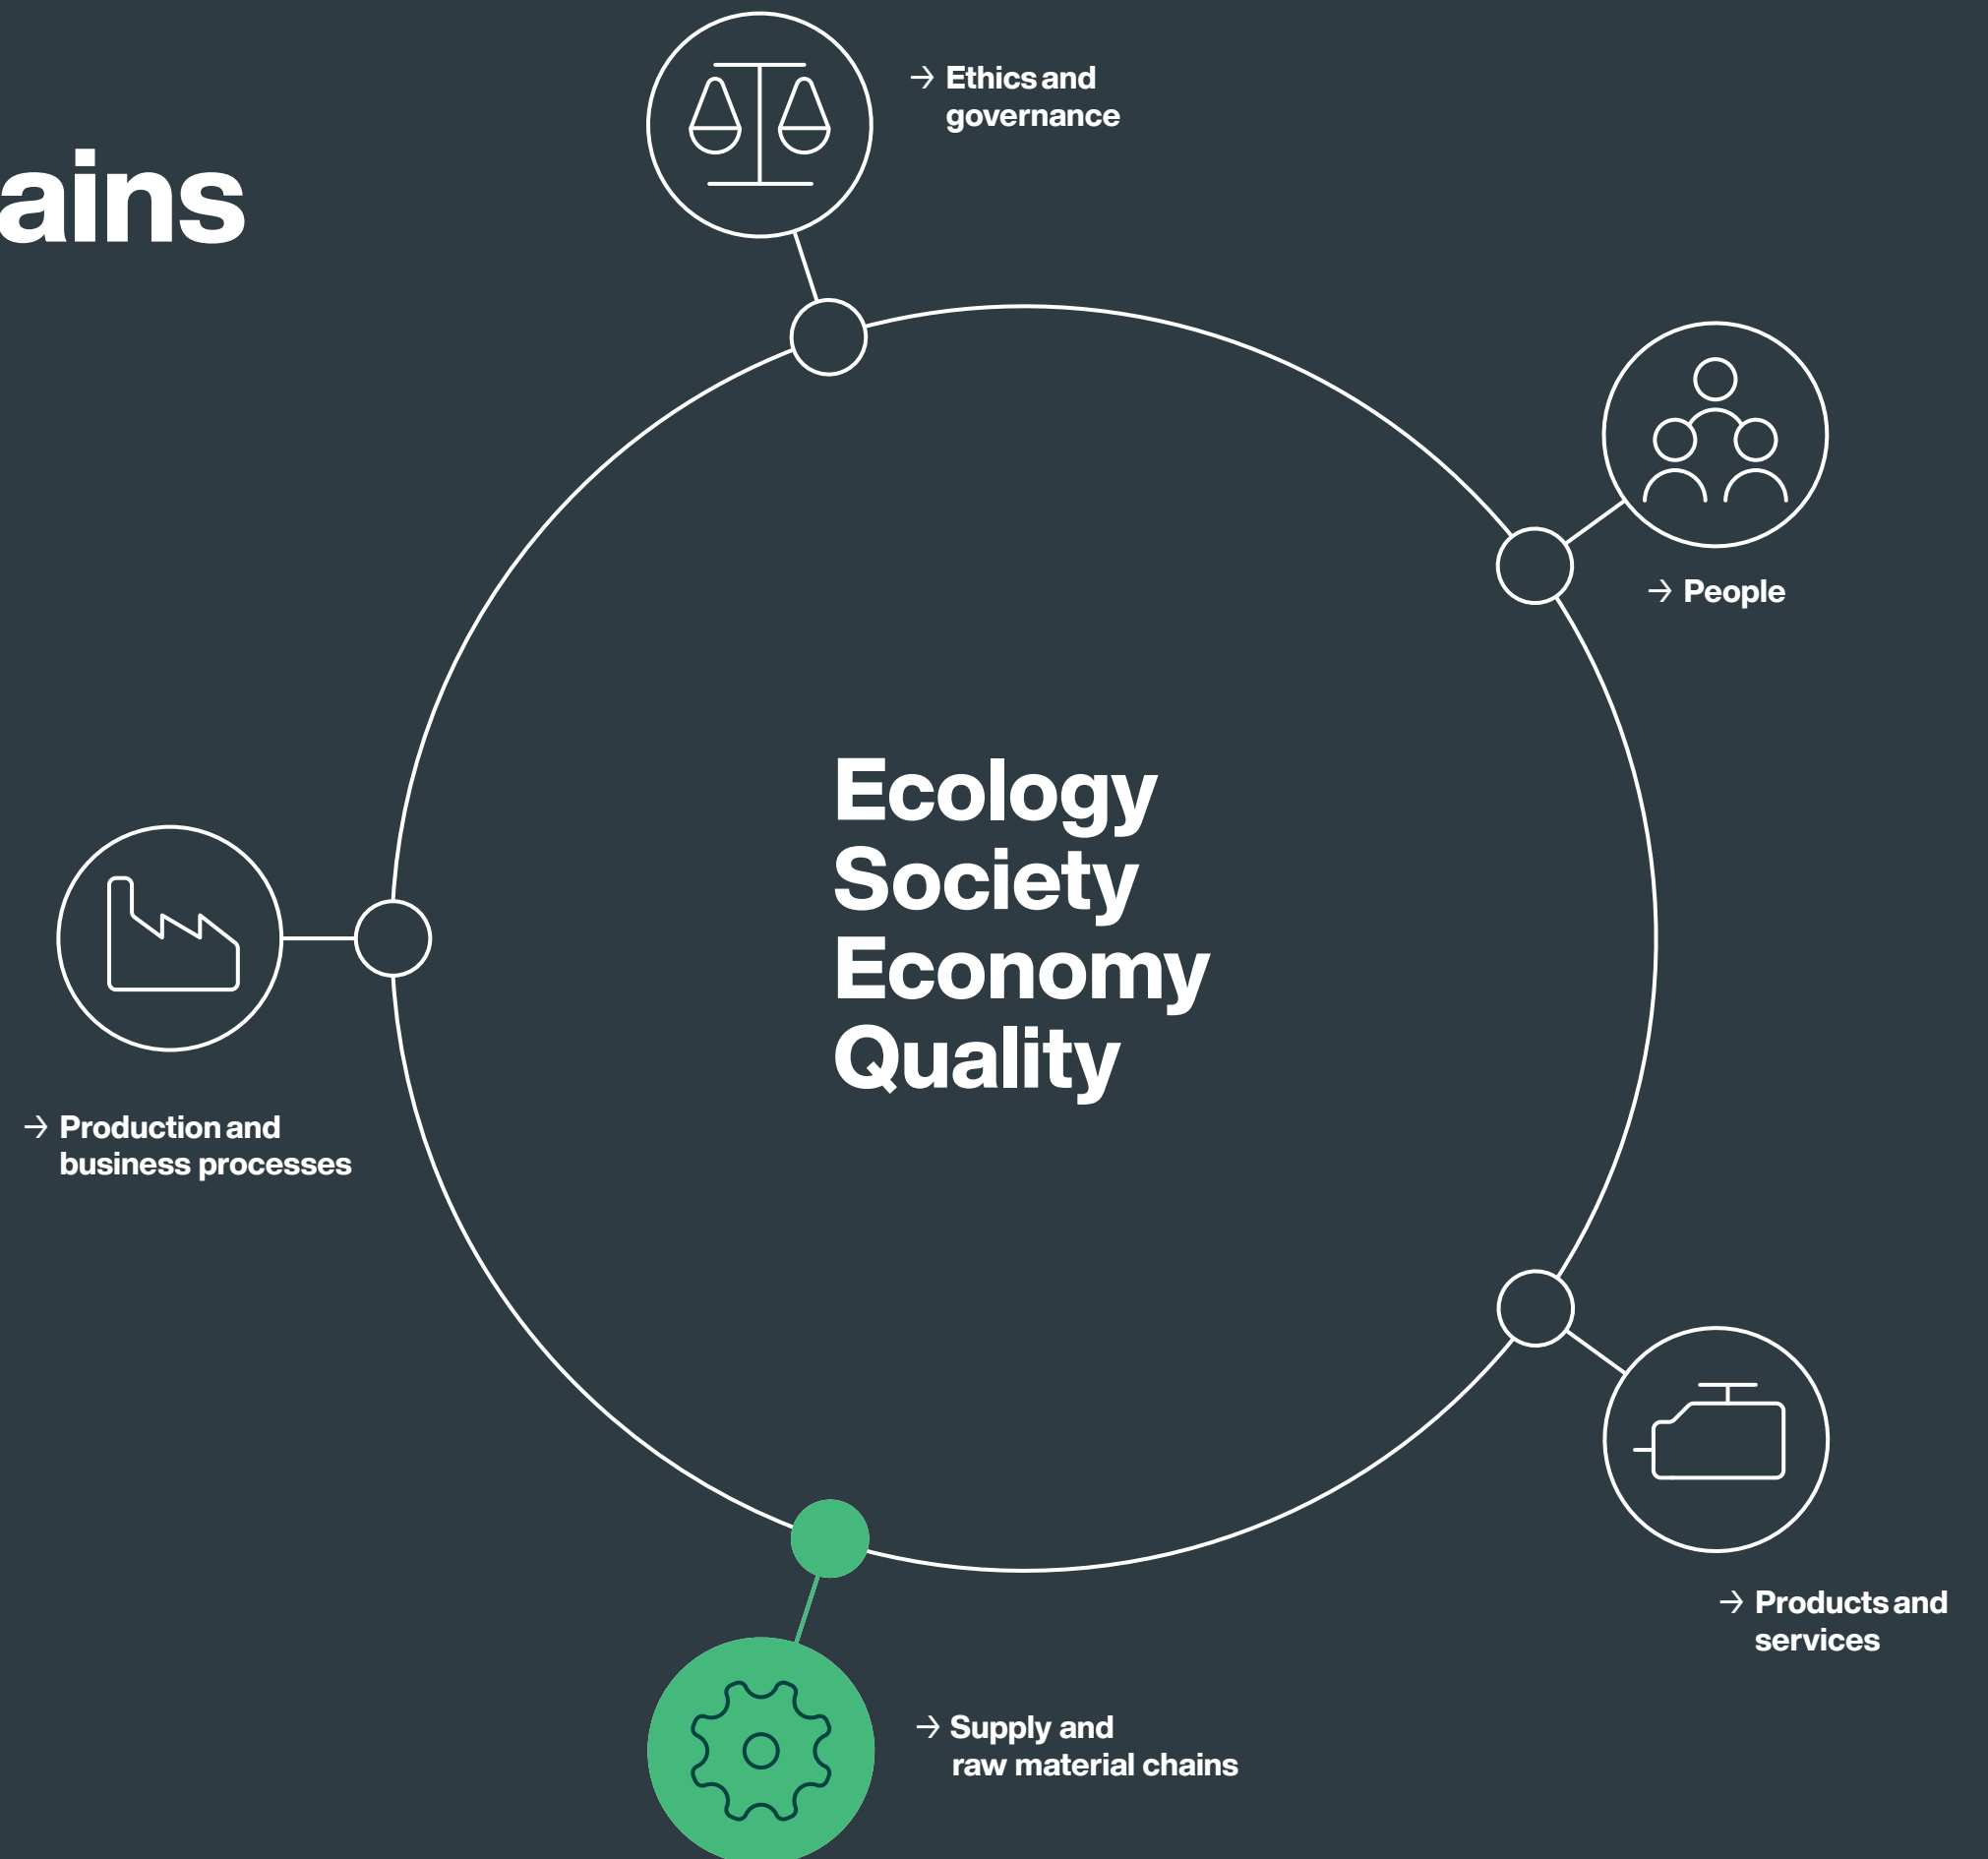 ains
→ Ethics and
governance
→ People
Ecology
Society
Economy
Quality
→ Production and
business processes
→ Products and
services
→ Supply and
raw material chains